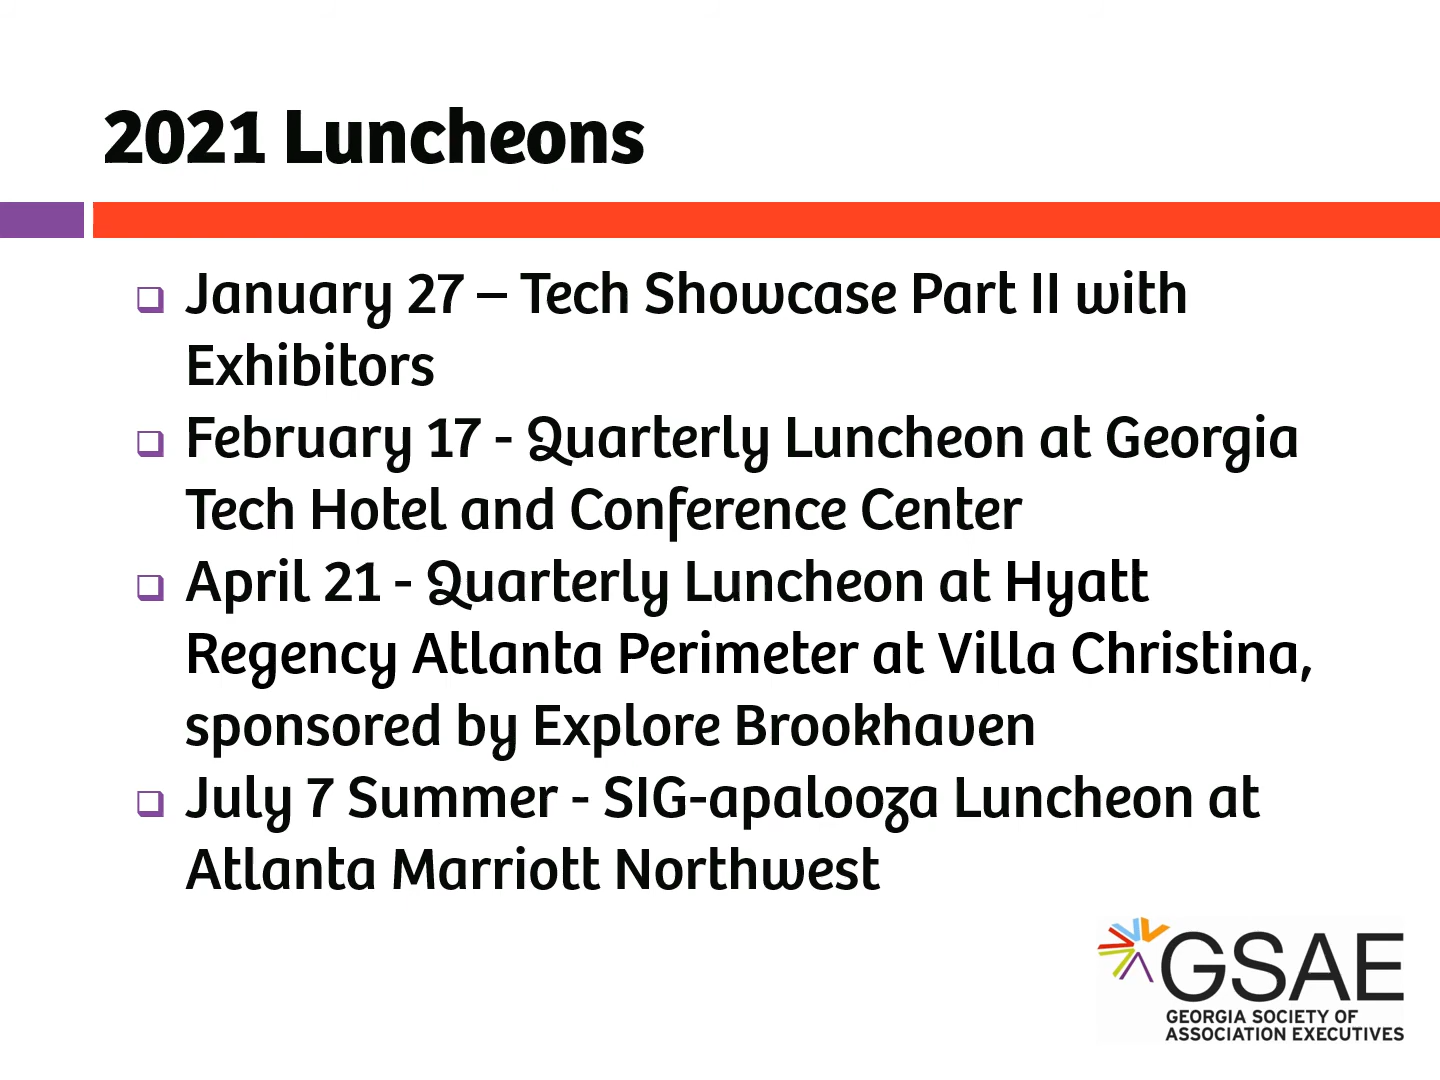 2021 Luncheons
January 27 – Tech Showcase Part II with
Exhibitors
February 17 - Quarterly Luncheon at Georgia
Tech Hotel and Conference Center
April 21 - Quarterly Luncheon at Hyatt
Regency Atlanta Perimeter at Villa Christina,
sponsored by Explore Brookhaven
July 7 Summer - SIG-apalooza Luncheon at
Atlanta Marriott Northwest
GSAE
GEORGIA SOCIETY OF
ASSOCIATION EXECUTIVES